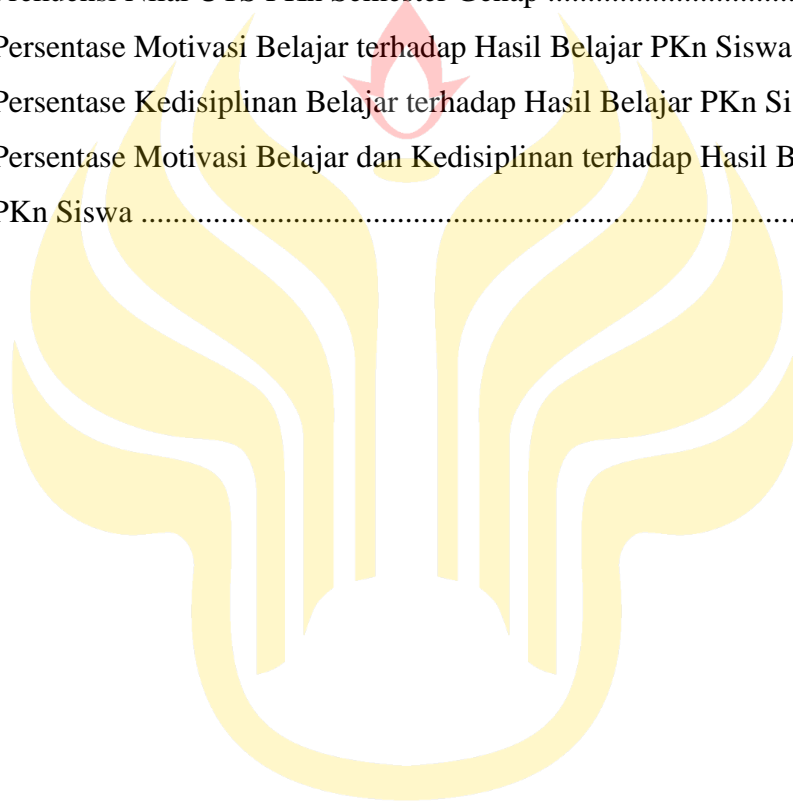 Nilai UTS PKn Semester Genap ............................
Persentase Motivasi Belajar terhadap Hasil Belajar PKn Siswa
Persentase Kedisiplinan Belajar terhadap Hasil Belajar PKn Si
Persentase Motivasi Belajar dan Kedisiplinan terhadap Hasil B
PKn Siswa ............................................................................